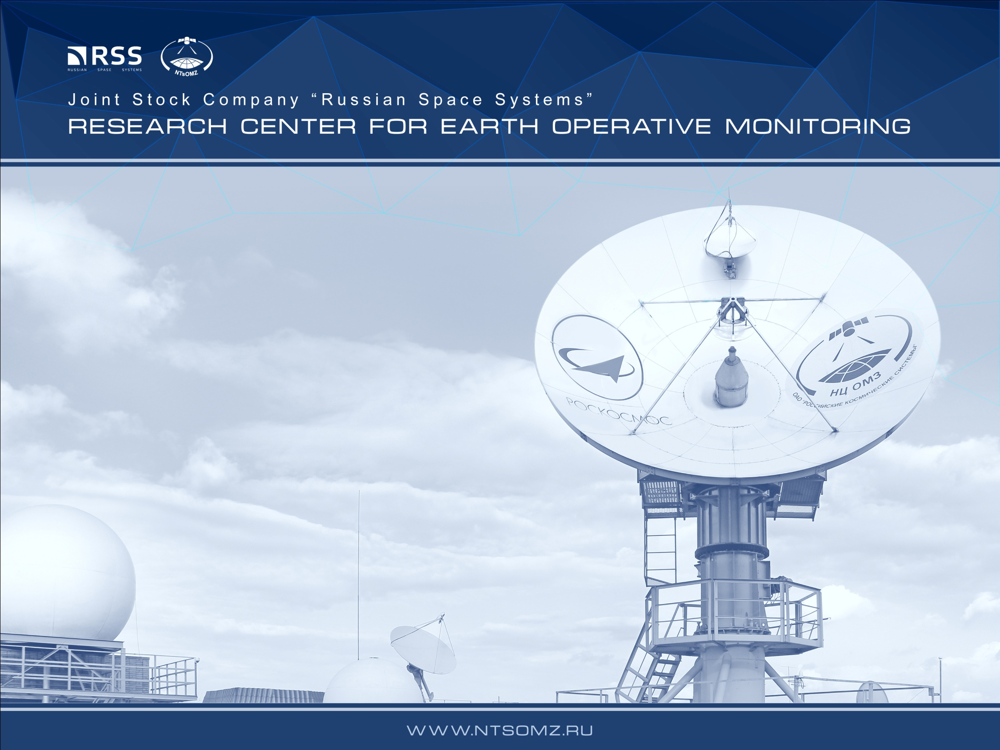 RSS
RUSSIAN SPASE SYSTEMS
NTsOMZ
Joint Stock Company “Russian Space Systems”
RESEARCH CENTER FOR EARTH OPERATIVE MONITORING
РОСКОСМОС
НЦ ОМЗ
ОАО "РОССИЙСКИЕ КОСМИЧЕСКИЕ СИСТЕМЫ"
WWW.NTSOMZ.RU